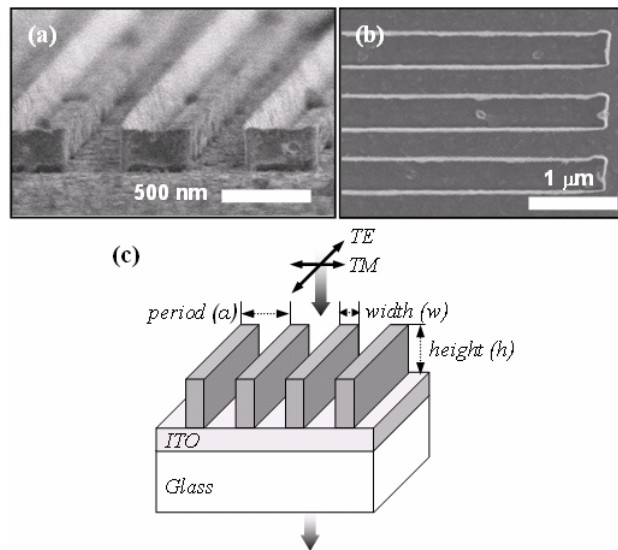 (a)
500 nm
(b)
1 μm
(c)
TE
TM
period (a)
width (w)
height (h)
ITO
Glass